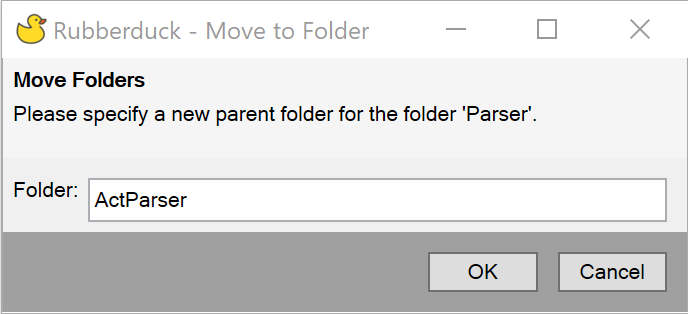 Rubberduck - Move to Folder
Move Folders
Please specify a new parent folder for the folder 'Parser'.
Folder: ActParser
OK Cancel